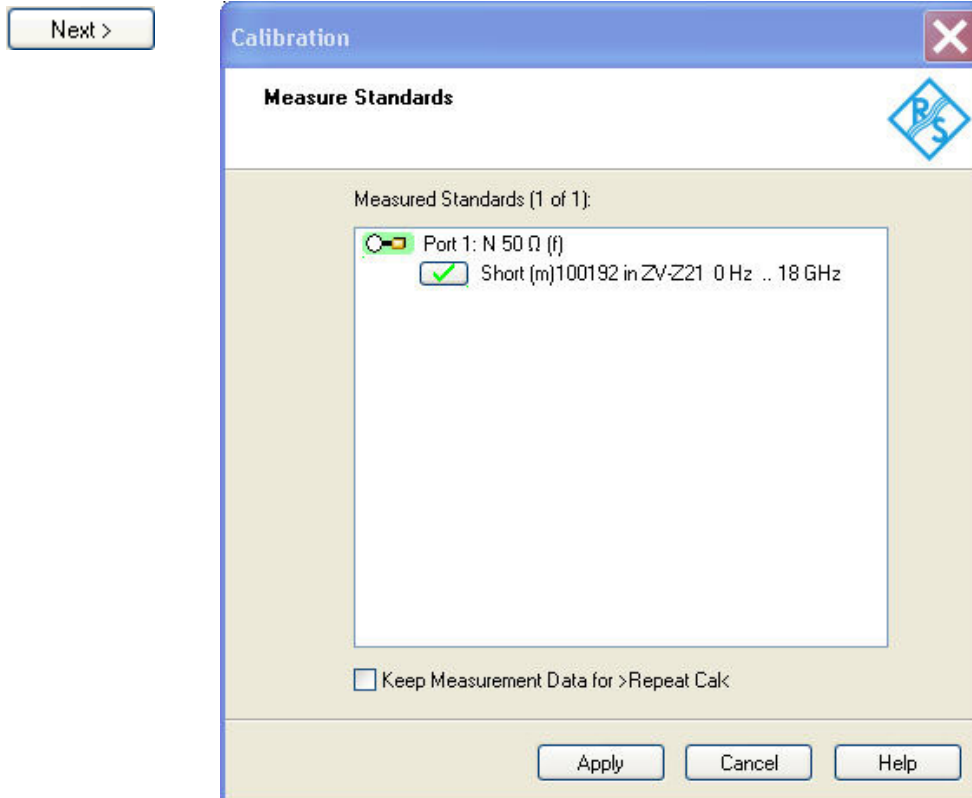 Next >
Calibration
Measure Standards
R S
Measured Standards (1 of 1):
Port 1: N 50 Ω (f)
Short (m)100192 in ZV-Z21 0 Hz .. 18 GHz
Keep Measurement Data for >Repeat Cal<
Apply Cancel Help